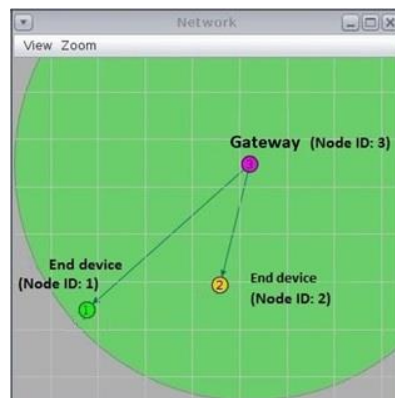 Network
View Zoom
Gateway (Node ID: 3)
3
End device
(Node ID: 1)
1
2
End device
(Node ID: 2)